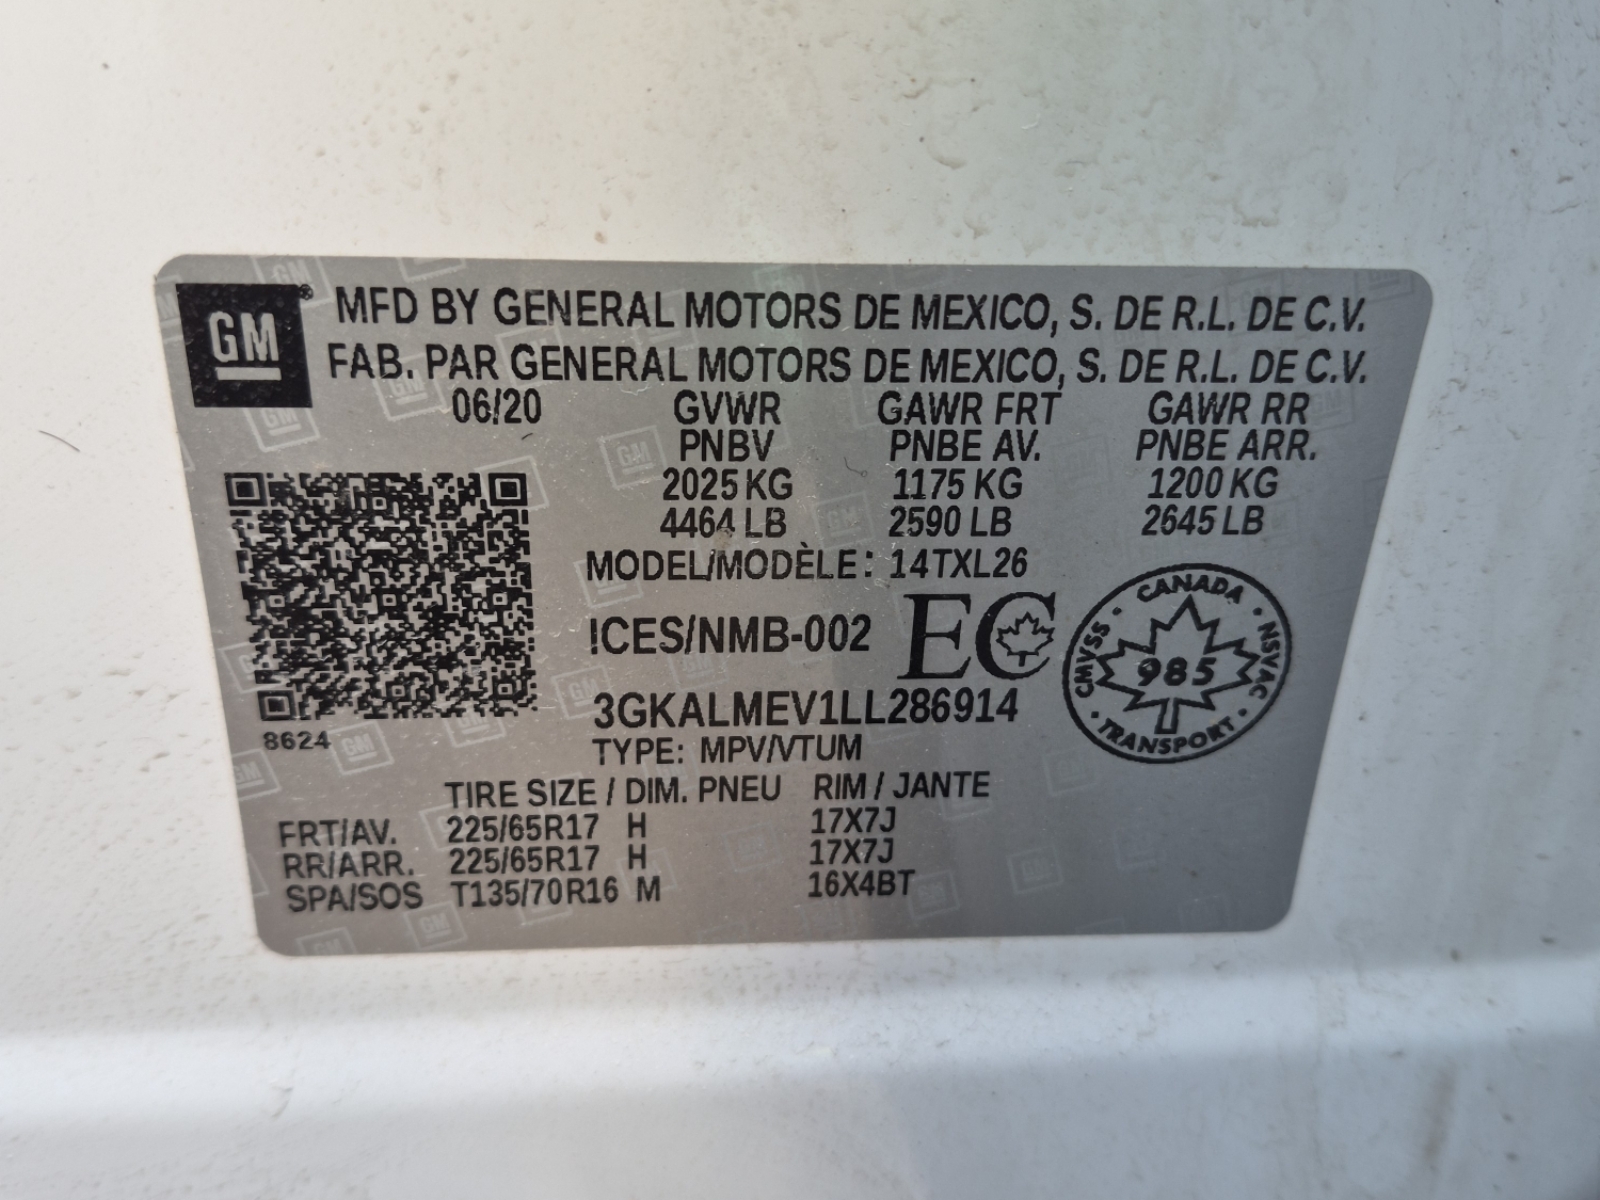 GM®
MFD BY GENERAL MOTORS DE MEXICO, S. DE R.L. DE C.V.
FAB. PAR GENERAL MOTORS DE MEXICO, S. DE R.L. DE C.V.
06/20 GVWR GAWR FRT GAWR RR
PNBV PNBE AV. PNBE ARR.
2025 KG 1175 KG 1200 KG
4464 LB 2590 LB 2645 LB
MODEL/MODÈLE: 14TXL26
ICES/NMB-002 EC
CANADA · NSVAC · TRANSPORT · CMVSS ·
985
3GKALMEV1LL286914
8624
TYPE: MPV/VTUM
TIRE SIZE / DIM. PNEU RIM / JANTE
FRT/AV. 225/65R17 H 17X7J
RR/ARR. 225/65R17 H 17X7J
SPA/SOS T135/70R16 M 16X4BT